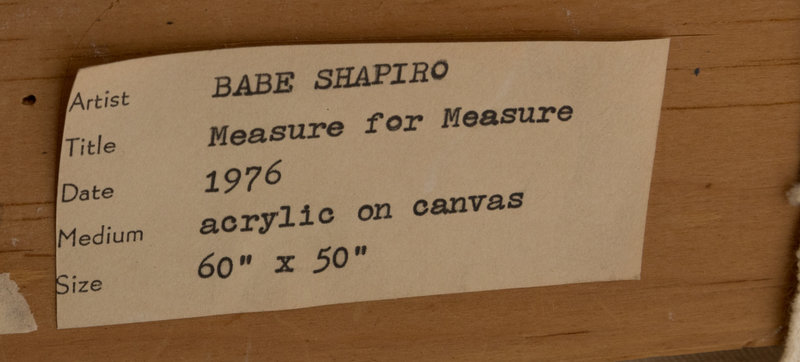 Artist BABE SHAPIRO
Title Measure for Measure
Date 1976
Medium acrylic on canvas
Size 60" x 50"